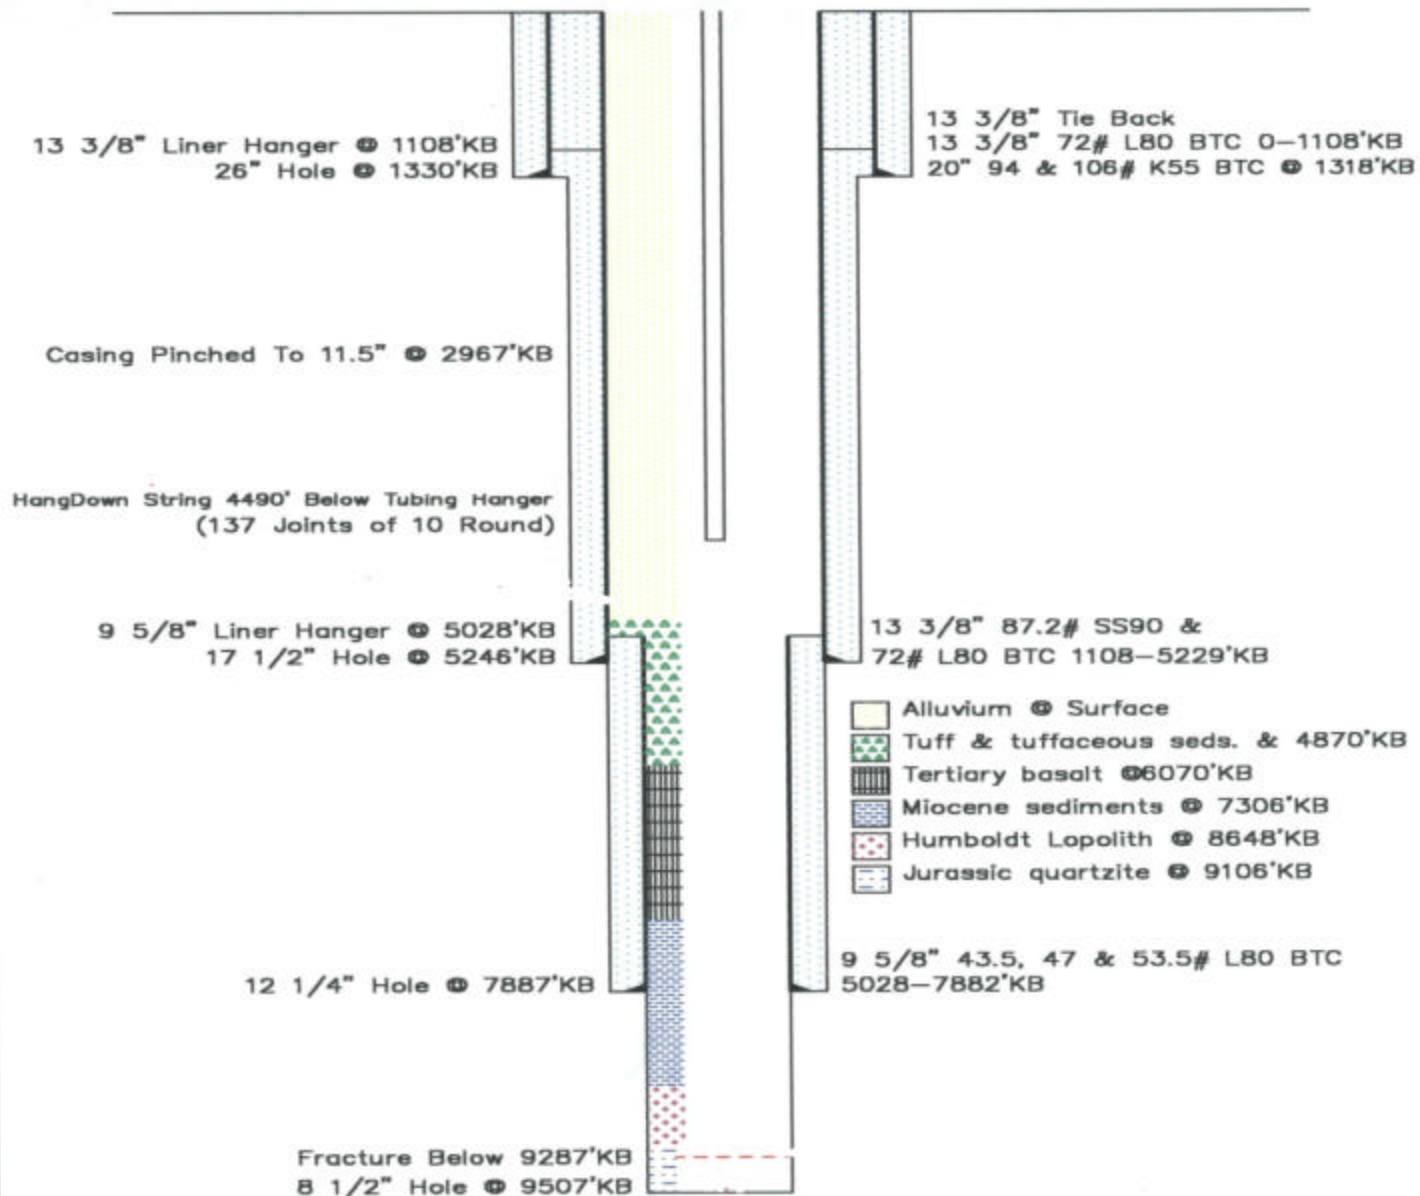 13 3/8" Liner Hanger @ 1108'KB
26" Hole @ 1330'KB
13 3/8" Tie Back
13 3/8" 72# L80 BTC 0-1108'KB
20" 94 & 106# K55 BTC @ 1318'KB
Casing Pinched To 11.5" @ 2967'KB
HangDown String 4490' Below Tubing Hanger
(137 Joints of 10 Round)
9 5/8" Liner Hanger @ 5028'KB
17 1/2" Hole @ 5246'KB
13 3/8" 87.2# SS90 &
72# L80 BTC 1108-5229'KB
Alluvium @ Surface
Tuff & tuffaceous seds. & 4870'KB
Tertiary basalt @6070'KB
Miocene sediments @ 7306'KB
Humboldt Lopolith @ 8648'KB
Jurassic quartzite @ 9106'KB
12 1/4" Hole @ 7887'KB
9 5/8" 43.5, 47 & 53.5# L80 BTC
5028-7882'KB
Fracture Below 9287'KB
8 1/2" Hole @ 9507'KB